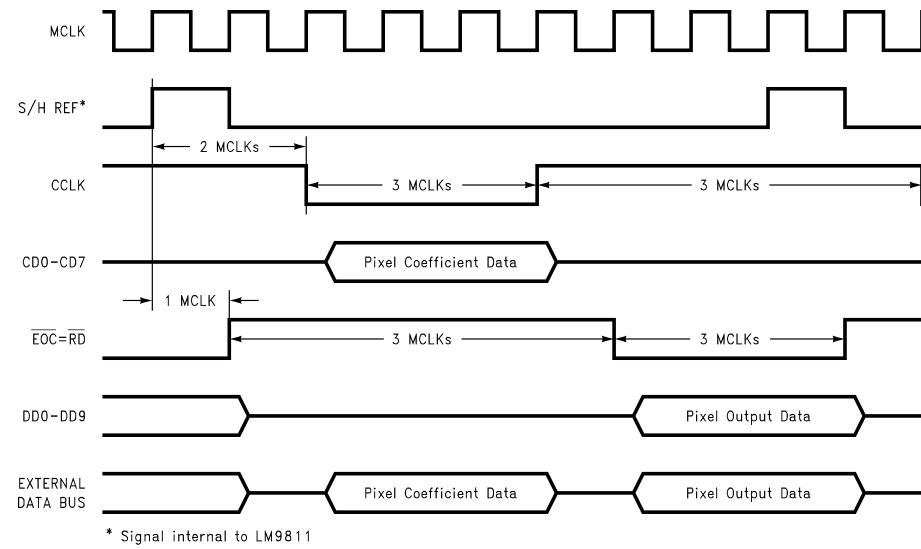 MCLK
S/H REF*
2 MCLKs
CCLK
3 MCLKs
3 MCLKs
CD0-CD7
Pixel Coefficient Data
1 MCLK
EOC=RD
3 MCLKs
3 MCLKs
DD0-DD9
Pixel Output Data
EXTERNAL
DATA BUS
Pixel Coefficient Data
Pixel Output Data
* Signal internal to LM9811